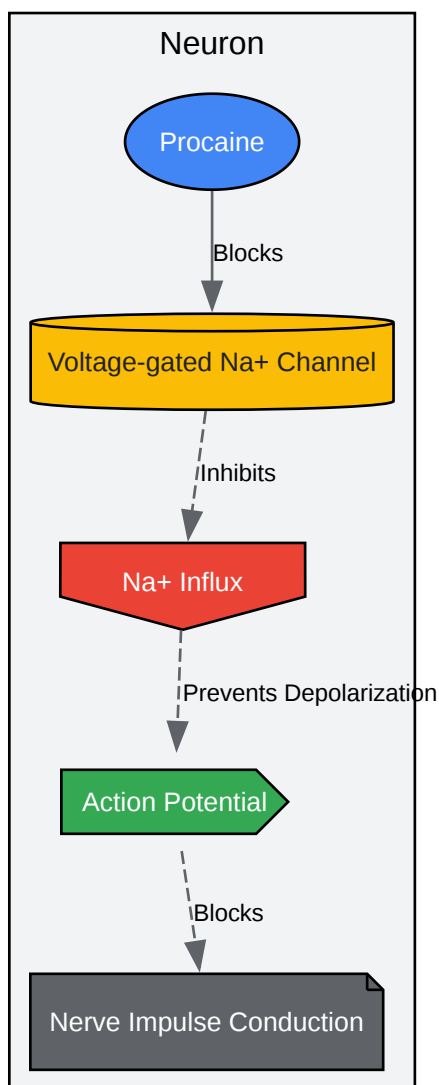 Neuron
Procaine
Blocks
Voltage-gated Na+ Channel
Inhibits
Na+ Influx
Prevents Depolarization
Action Potential
Blocks
Nerve Impulse Conduction